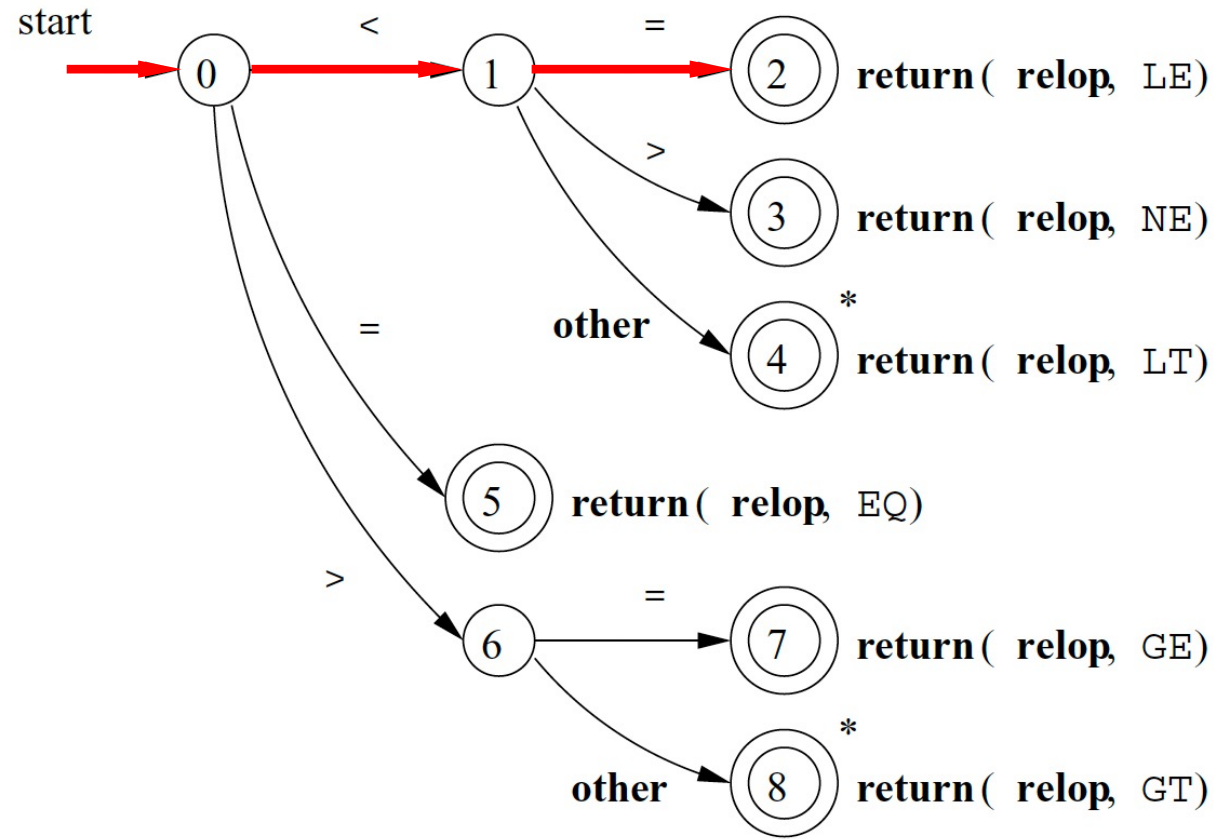 start < =
0 1 2 return( relop, LE)
>
3 return( relop, NE)
*
other
4 return( relop, LT)
=
5 return( relop, EQ)
> =
6 7 return( relop, GE)
*
other 8 return( relop, GT)